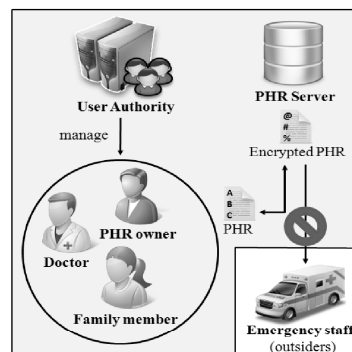 User Authority
PHR Server
manage
@
#
%
Encrypted PHR
A
B
C
PHR
PHR owner
Doctor
Family member
Emergency staff
(outsiders)